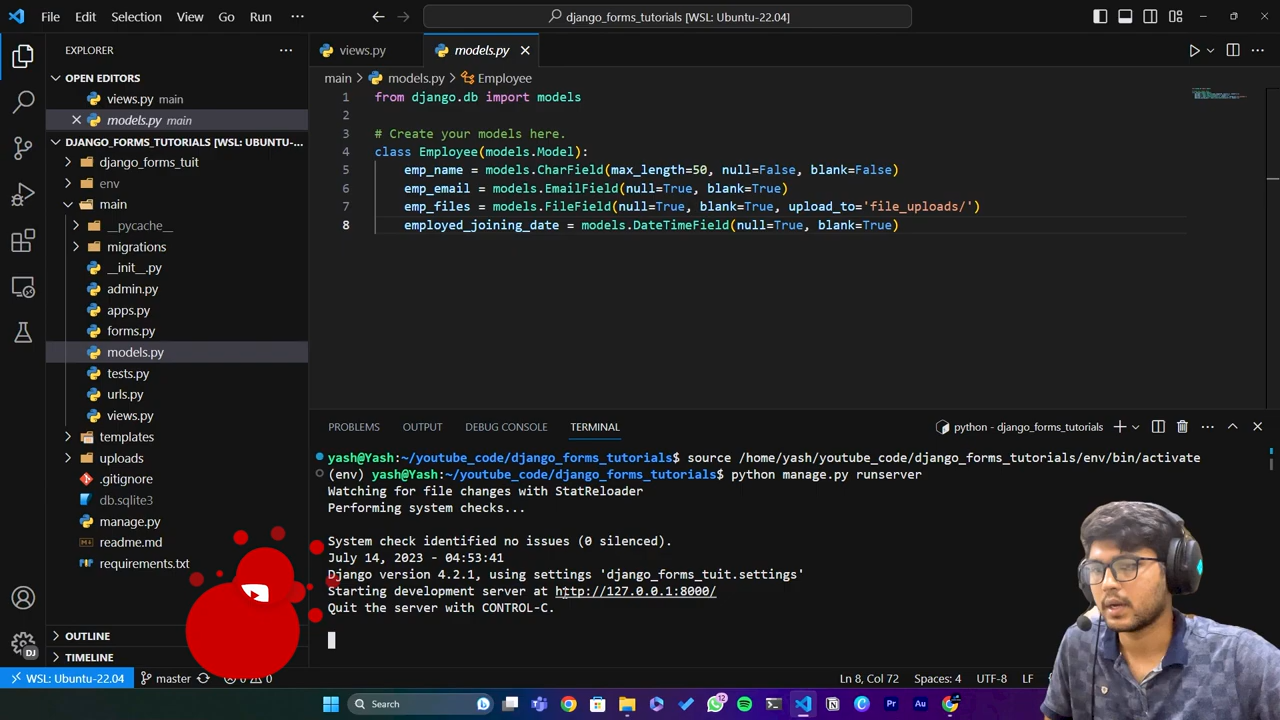 File Edit Selection View Go Run
django_forms_tutorials [WSL: Ubuntu-22.04]
EXPLORER
OPEN EDITORS
views.py main
models.py main
DJANGO_FORMS_TUTORIALS [WSL: UBUNTU-...
django_forms_tuit
env
main
__pycache__
migrations
__init__.py
admin.py
apps.py
forms.py
models.py
tests.py
urls.py
views.py
templates
uploads
.gitignore
db.sqlite3
manage.py
readme.md
requirements.txt
OUTLINE
TIMELINE
views.py models.py
main > models.py > Employee
1 from django.db import models
2
3 # Create your models here.
4 class Employee(models.Model):
5 emp_name = models.CharField(max_length=50, null=False, blank=False)
6 emp_email = models.EmailField(null=True, blank=True)
7 emp_files = models.FileField(null=True, blank=True, upload_to='file_uploads/')
8 employed_joining_date = models.DateTimeField(null=True, blank=True)
PROBLEMS OUTPUT DEBUG CONSOLE TERMINAL
python - django_forms_tutorials
yash@Yash:~/youtube_code/django_forms_tutorials$ source /home/yash/youtube_code/django_forms_tutorials/env/bin/activate
(env) yash@Yash:~/youtube_code/django_forms_tutorials$ python manage.py runserver
Watching for file changes with StatReloader
Performing system checks...
System check identified no issues (0 silenced).
July 14, 2023 - 04:53:41
Django version 4.2.1, using settings 'django_forms_tuit.settings'
Starting development server at http://127.0.0.1:8000/
Quit the server with CONTROL-C.
DJ
WSL: Ubuntu-22.04 master 0 0 Ln 8, Col 72 Spaces: 4 UTF-8 LF
Search
12
Pr
Au